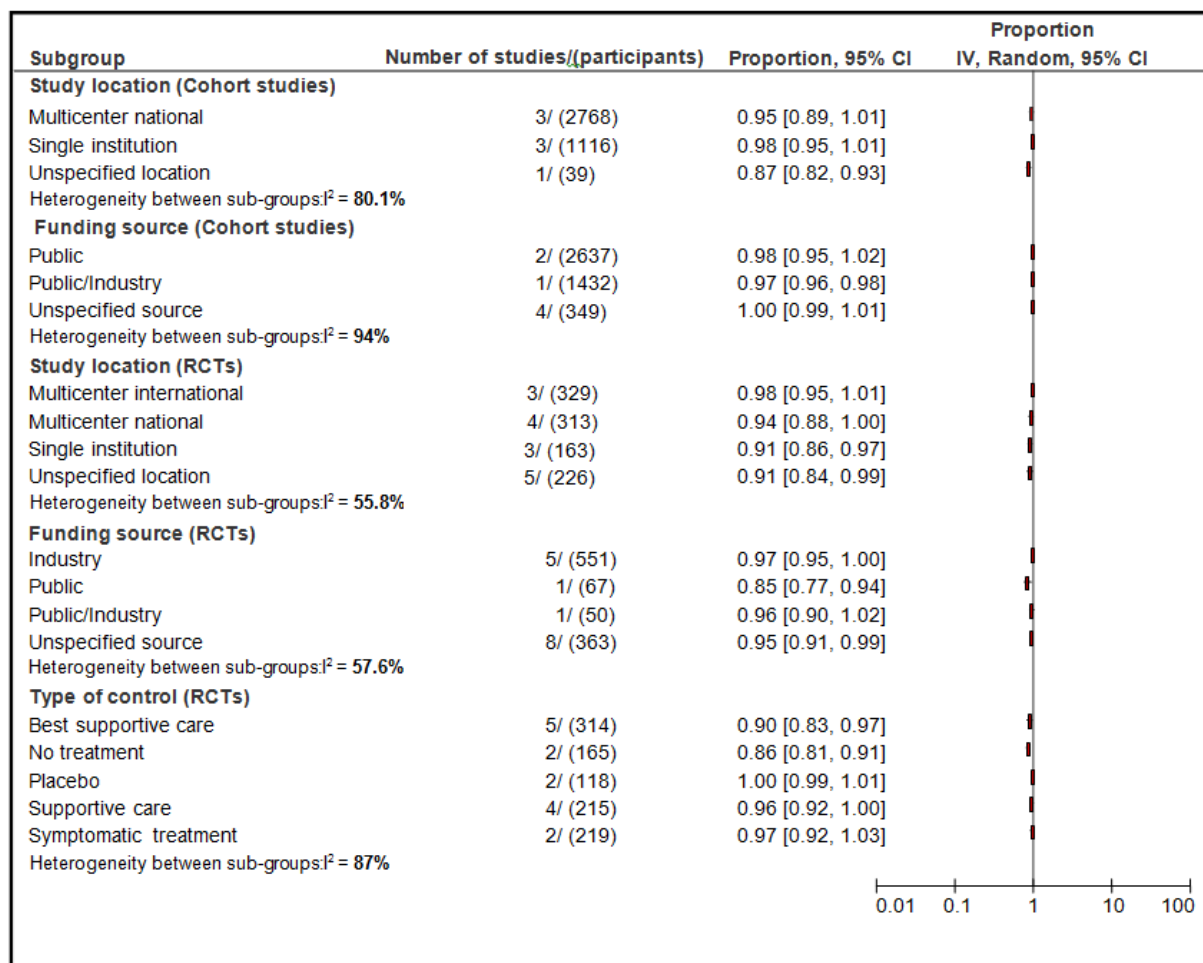 Proportion
Subgroup Number of studies/(participants) Proportion, 95% CI IV, Random, 95% CI
Study location (Cohort studies)
Multicenter national 3/ (2768) 0.95 [0.89, 1.01]
Single institution 3/ (1116) 0.98 [0.95, 1.01]
Unspecified location 1/ (39) 0.87 [0.82, 0.93]
Heterogeneity between sub-groups:I² = 80.1%
Funding source (Cohort studies)
Public 2/ (2637) 0.98 [0.95, 1.02]
Public/Industry 1/ (1432) 0.97 [0.96, 0.98]
Unspecified source 4/ (349) 1.00 [0.99, 1.01]
Heterogeneity between sub-groups:I² = 94%
Study location (RCTs)
Multicenter international 3/ (329) 0.98 [0.95, 1.01]
Multicenter national 4/ (313) 0.94 [0.88, 1.00]
Single institution 3/ (163) 0.91 [0.86, 0.97]
Unspecified location 5/ (226) 0.91 [0.84, 0.99]
Heterogeneity between sub-groups:I² = 55.8%
Funding source (RCTs)
Industry 5/ (551) 0.97 [0.95, 1.00]
Public 1/ (67) 0.85 [0.77, 0.94]
Public/Industry 1/ (50) 0.96 [0.90, 1.02]
Unspecified source 8/ (363) 0.95 [0.91, 0.99]
Heterogeneity between sub-groups:I² = 57.6%
Type of control (RCTs)
Best supportive care 5/ (314) 0.90 [0.83, 0.97]
No treatment 2/ (165) 0.86 [0.81, 0.91]
Placebo 2/ (118) 1.00 [0.99, 1.01]
Supportive care 4/ (215) 0.96 [0.92, 1.00]
Symptomatic treatment 2/ (219) 0.97 [0.92, 1.03]
Heterogeneity between sub-groups:I² = 87%
0.01 0.1 1 10 100